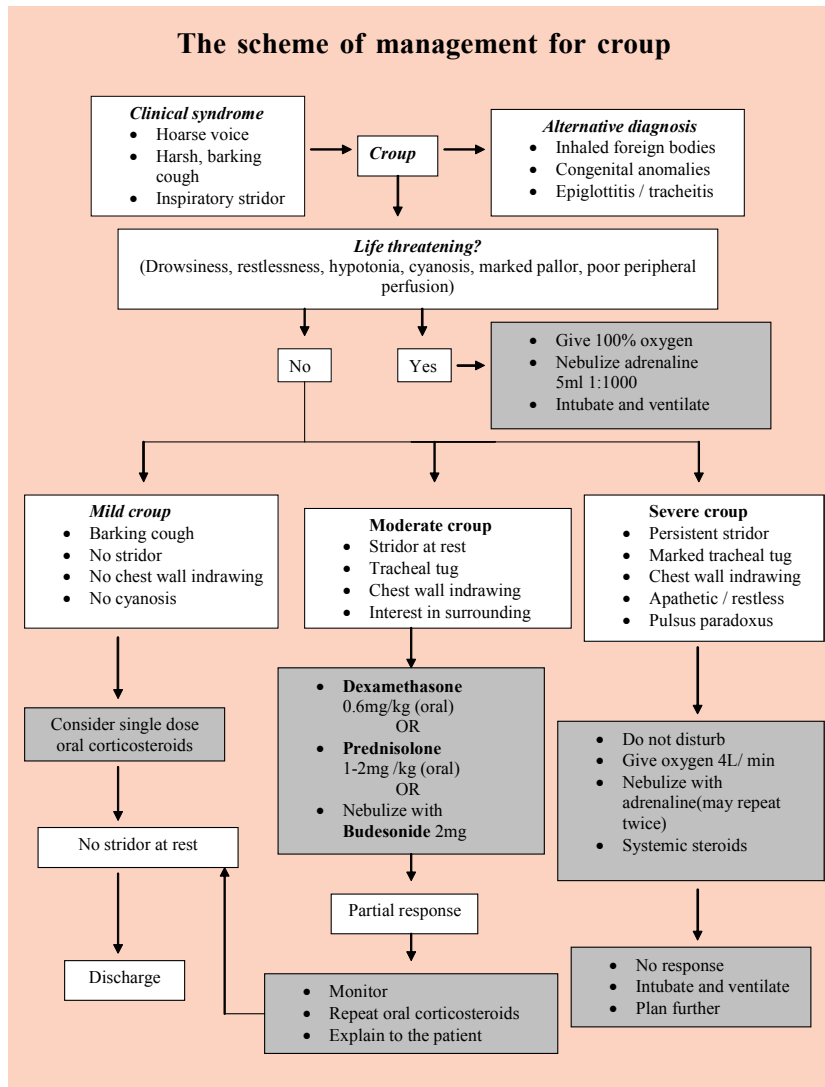 The scheme of management for croup
Clinical syndrome
• Hoarse voice
• Harsh, barking
cough
• Inspiratory stridor
Croup
Alternative diagnosis
• Inhaled foreign bodies
• Congenital anomalies
• Epiglottitis / tracheitis
Life threatening?
(Drowsiness, restlessness, hypotonia, cyanosis, marked pallor, poor peripheral
perfusion)
No
Yes
• Give 100% oxygen
• Nebulize adrenaline
5ml 1:1000
• Intubate and ventilate
Mild croup
• Barking cough
• No stridor
• No chest wall indrawing
• No cyanosis
Moderate croup
• Stridor at rest
• Tracheal tug
• Chest wall indrawing
• Interest in surrounding
Severe croup
• Persistent stridor
• Marked tracheal tug
• Chest wall indrawing
• Apathetic / restless
• Pulsus paradoxus
Consider single dose
oral corticosteroids
• Dexamethasone
0.6mg/kg (oral)
OR
• Prednisolone
1-2mg /kg (oral)
OR
• Nebulize with
Budesonide 2mg
• Do not disturb
• Give oxygen 4L/ min
• Nebulize with
adrenaline(may repeat
twice)
• Systemic steroids
No stridor at rest
Partial response
Discharge
• Monitor
• Repeat oral corticosteroids
• Explain to the patient
• No response
• Intubate and ventilate
• Plan further